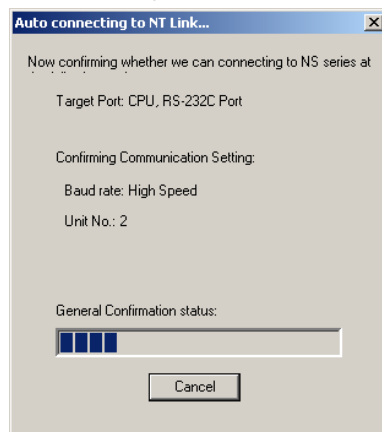 Auto connecting to NT Link...
Now confirming whether we can connecting to NS series at
Target Port: CPU, RS-232C Port
Confirming Communication Setting:
Baud rate: High Speed
Unit No.: 2
General Confirmation status:
Cancel